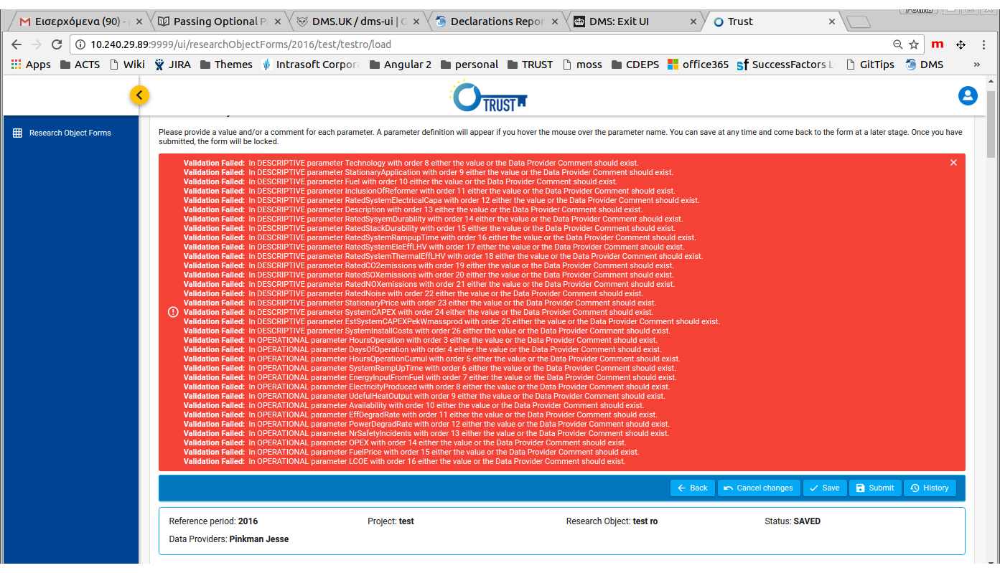 Εισερχόμενα (90) -
Passing Optional P
DMS.UK / dms-ui | G
Declarations Repor
DMS: Exit UI
Trust
10.240.29.89:9999/ui/researchObjectForms/2016/test/testro/load
Apps ACTS Wiki JIRA Themes Intrasoft Corpor Angular 2 personal TRUST moss CDEPS office365 SuccessFactors L GitTips DMS »
TRUST
Research Object Forms
Please provide a value and/or a comment for each parameter. A parameter definition will appear if you hover the mouse over the parameter name. You can save at any time and come back to the form at a later stage. Once you have
submitted, the form will be locked.
Validation Failed: In DESCRIPTIVE parameter Technology with order 8 either the value or the Data Provider Comment should exist.
Validation Failed: In DESCRIPTIVE parameter StationaryApplication with order 9 either the value or the Data Provider Comment should exist.
Validation Failed: In DESCRIPTIVE parameter Fuel with order 10 either the value or the Data Provider Comment should exist.
Validation Failed: In DESCRIPTIVE parameter InclusionOfReformer with order 11 either the value or the Data Provider Comment should exist.
Validation Failed: In DESCRIPTIVE parameter RatedSystemElectricalCapa with order 12 either the value or the Data Provider Comment should exist.
Validation Failed: In DESCRIPTIVE parameter Description with order 13 either the value or the Data Provider Comment should exist.
Validation Failed: In DESCRIPTIVE parameter RatedSysyemDurability with order 14 either the value or the Data Provider Comment should exist.
Validation Failed: In DESCRIPTIVE parameter RatedStackDurability with order 15 either the value or the Data Provider Comment should exist.
Validation Failed: In DESCRIPTIVE parameter RatedSystemRampupTime with order 16 either the value or the Data Provider Comment should exist.
Validation Failed: In DESCRIPTIVE parameter RatedSystemEleEffLHV with order 17 either the value or the Data Provider Comment should exist.
Validation Failed: In DESCRIPTIVE parameter RatedSystemThermalEffLHV with order 18 either the value or the Data Provider Comment should exist.
Validation Failed: In DESCRIPTIVE parameter RatedCO2emissions with order 19 either the value or the Data Provider Comment should exist.
Validation Failed: In DESCRIPTIVE parameter RatedSOXemissions with order 20 either the value or the Data Provider Comment should exist.
Validation Failed: In DESCRIPTIVE parameter RatedNOXemissions with order 21 either the value or the Data Provider Comment should exist.
Validation Failed: In DESCRIPTIVE parameter RatedNoise with order 22 either the value or the Data Provider Comment should exist.
Validation Failed: In DESCRIPTIVE parameter StationaryPrice with order 23 either the value or the Data Provider Comment should exist.
Validation Failed: In DESCRIPTIVE parameter SystemCAPEX with order 24 either the value or the Data Provider Comment should exist.
Validation Failed: In DESCRIPTIVE parameter EstSystemCAPEXPekWmassprod with order 25 either the value or the Data Provider Comment should exist.
Validation Failed: In DESCRIPTIVE parameter SystemInstallCosts with order 26 either the value or the Data Provider Comment should exist.
Validation Failed: In OPERATIONAL parameter HoursOperation with order 3 either the value or the Data Provider Comment should exist.
Validation Failed: In OPERATIONAL parameter DaysOfOperation with order 4 either the value or the Data Provider Comment should exist.
Validation Failed: In OPERATIONAL parameter HoursOperationCumul with order 5 either the value or the Data Provider Comment should exist.
Validation Failed: In OPERATIONAL parameter SystemRampUpTime with order 6 either the value or the Data Provider Comment should exist.
Validation Failed: In OPERATIONAL parameter EnergyInputFromFuel with order 7 either the value or the Data Provider Comment should exist.
Validation Failed: In OPERATIONAL parameter ElectricityProduced with order 8 either the value or the Data Provider Comment should exist.
Validation Failed: In OPERATIONAL parameter UdefulHeatOutput with order 9 either the value or the Data Provider Comment should exist.
Validation Failed: In OPERATIONAL parameter Availability with order 10 either the value or the Data Provider Comment should exist.
Validation Failed: In OPERATIONAL parameter EffDegradRate with order 11 either the value or the Data Provider Comment should exist.
Validation Failed: In OPERATIONAL parameter PowerDegradRate with order 12 either the value or the Data Provider Comment should exist.
Validation Failed: In OPERATIONAL parameter NrSafetyIncidents with order 13 either the value or the Data Provider Comment should exist.
Validation Failed: In OPERATIONAL parameter OPEX with order 14 either the value or the Data Provider Comment should exist.
Validation Failed: In OPERATIONAL parameter FuelPrice with order 15 either the value or the Data Provider Comment should exist.
Validation Failed: In OPERATIONAL parameter LCOE with order 16 either the value or the Data Provider Comment should exist.
Back Cancel changes Save Submit History
Reference period: 2016 Project: test Research Object: test ro Status: SAVED
Data Providers: Pinkman Jesse